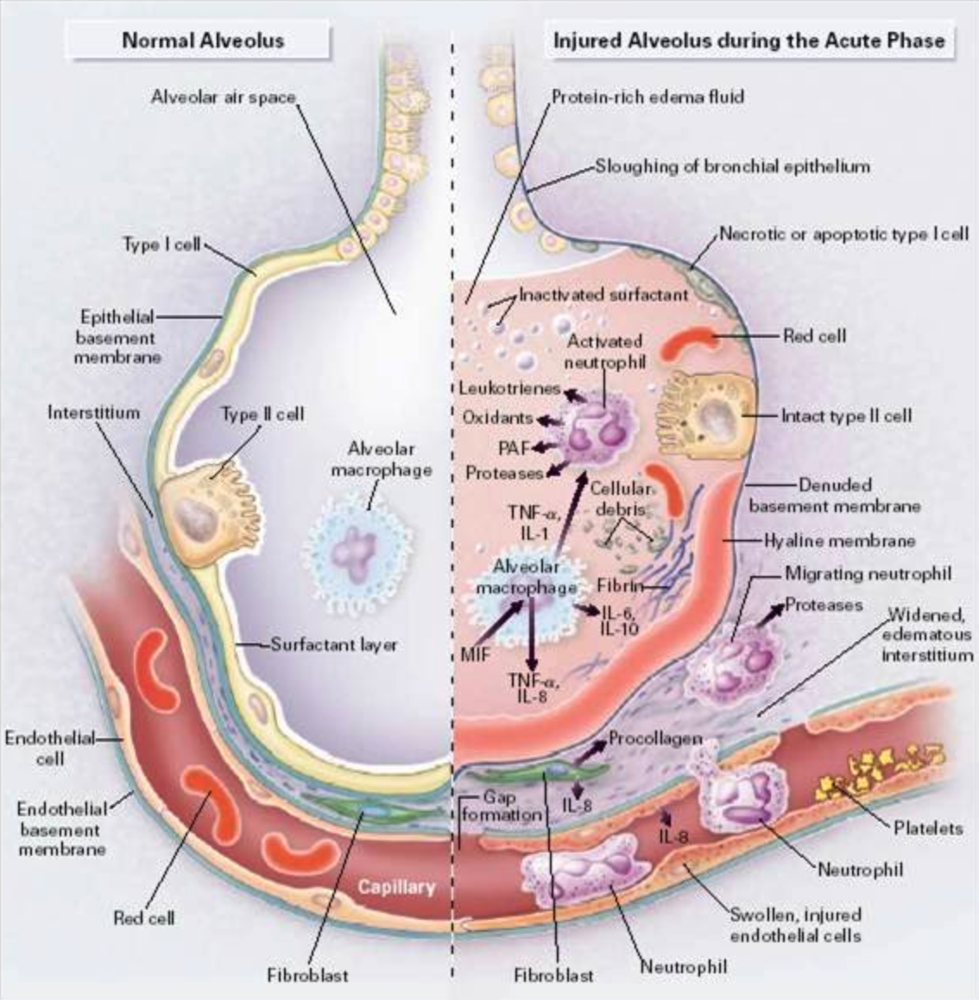 Normal Alveolus
Injured Alveolus during the Acute Phase
Alveolar air space
Type I cell
Epithelial
basement
membrane
Interstitium
Type II cell
Alveolar
macrophage
Surfactant layer
Endothelial
cell
Endothelial
basement
membrane
Capillary
Red cell
Fibroblast
Protein-rich edema fluid
Sloughing of bronchial epithelium
Necrotic or apoptotic type I cell
Inactivated surfactant
Red cell
Activated
neutrophil
Leukotrienes
Oxidants
PAF
Proteases
Intact type II cell
Cellular
debris
TNF-α,
IL-1
Denuded
basement membrane
Hyaline membrane
Alveolar
macrophage
Fibrin
Migrating neutrophil
Proteases
IL-6,
IL-10
Widened,
edematous
interstitium
MIF
TNF-α,
IL-8
Procollagen
Gap
formation
IL-8
IL-8
Platelets
Neutrophil
Swollen, injured
endothelial cells
Neutrophil
Fibroblast